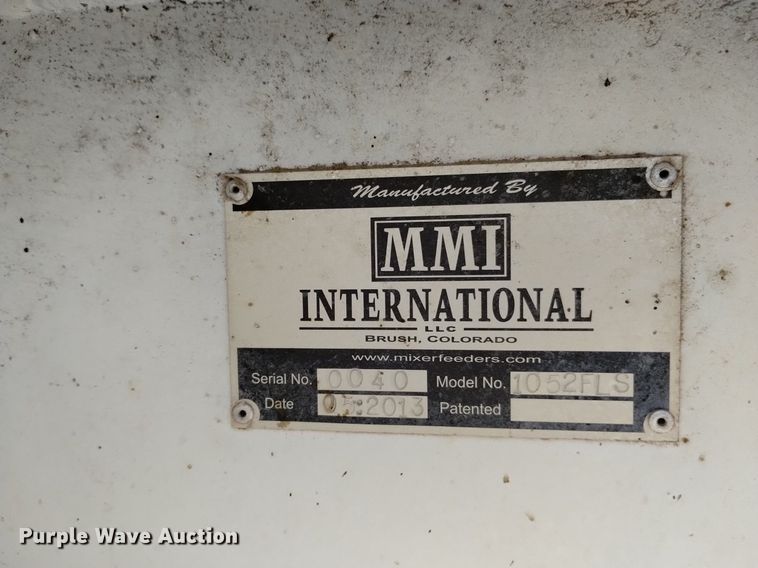 Manufactured By
MMI
INTERNATIONAL
LLC
BRUSH, COLORADO
www.mixerfeeders.com
Serial No. 0040 Model No. 1052FLS
Date 05.2013 Patented
Purple Wave Auction